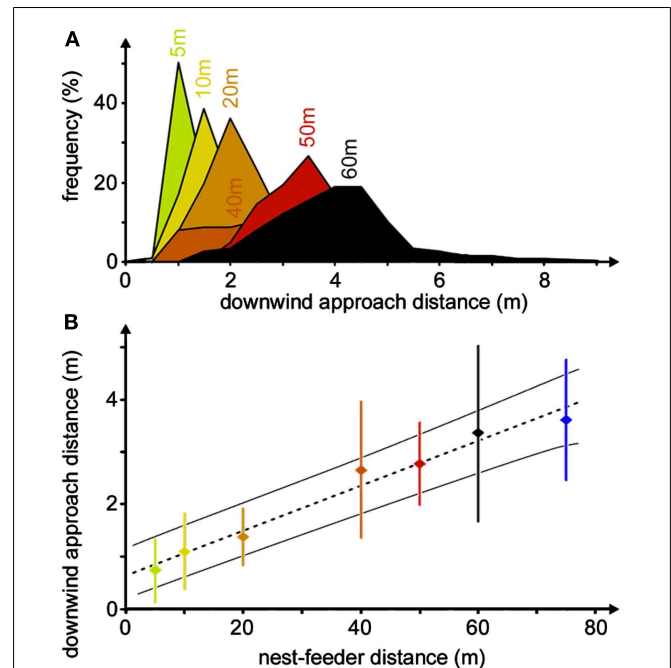 A
frequency (%)
40
20
0
5m
10m
20m
40m
50m
60m
0 2 4 6 8
downwind approach distance (m)
B
downwind approach distance (m)
4
2
0
0 20 40 60 80
nest-feeder distance (m)